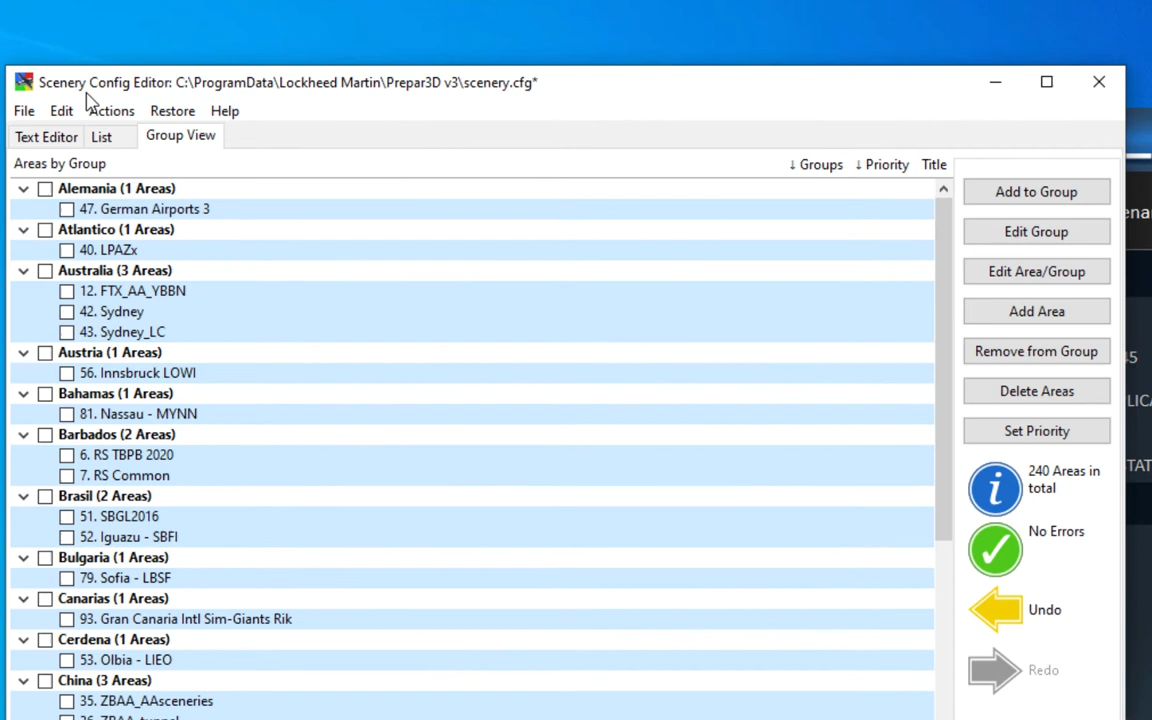 Scenery Config Editor: C:\ProgramData\Lockheed Martin\Prepar3D v3\scenery.cfg*
File Edit Actions Restore Help
Text Editor List Group View
Areas by Group ↓ Groups ↓ Priority Title
Alemania (1 Areas)
47. German Airports 3
Atlantico (1 Areas)
40. LPAZx
Australia (3 Areas)
12. FTX_AA_YBBN
42. Sydney
43. Sydney_LC
Austria (1 Areas)
56. Innsbruck LOWI
Bahamas (1 Areas)
81. Nassau - MYNN
Barbados (2 Areas)
6. RS TBPB 2020
7. RS Common
Brasil (2 Areas)
51. SBGL2016
52. Iguazu - SBFI
Bulgaria (1 Areas)
79. Sofia - LBSF
Canarias (1 Areas)
93. Gran Canaria Intl Sim-Giants Rik
Cerdena (1 Areas)
53. Olbia - LIEO
China (3 Areas)
35. ZBAA_AAsceneries
Add to Group
Edit Group
Edit Area/Group
Add Area
Remove from Group
Delete Areas
Set Priority
240 Areas in
total
No Errors
Undo
Redo